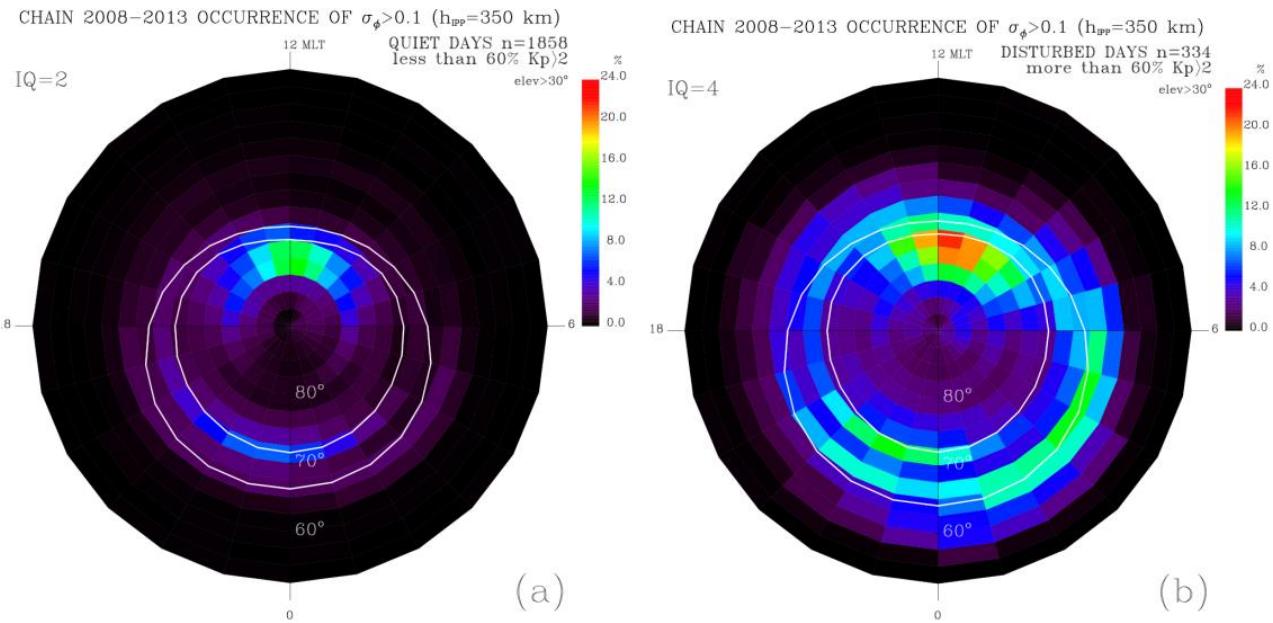 CHAIN 2008−2013 OCCURRENCE OF σϕ>0.1 (hIPP=350 km)
12 MLT
QUIET DAYS n=1858
less than 60% Kp⟩2
IQ=2
elev>30°
%
24.0
20.0
16.0
12.0
8.0
4.0
0.0
8
6
80°
70°
60°
0
(a)
CHAIN 2008−2013 OCCURRENCE OF σϕ>0.1 (hIPP=350 km)
12 MLT
DISTURBED DAYS n=334
more than 60% Kp⟩2
IQ=4
elev>30°
%
24.0
20.0
16.0
12.0
8.0
4.0
0.0
18
6
80°
70°
60°
0
(b)